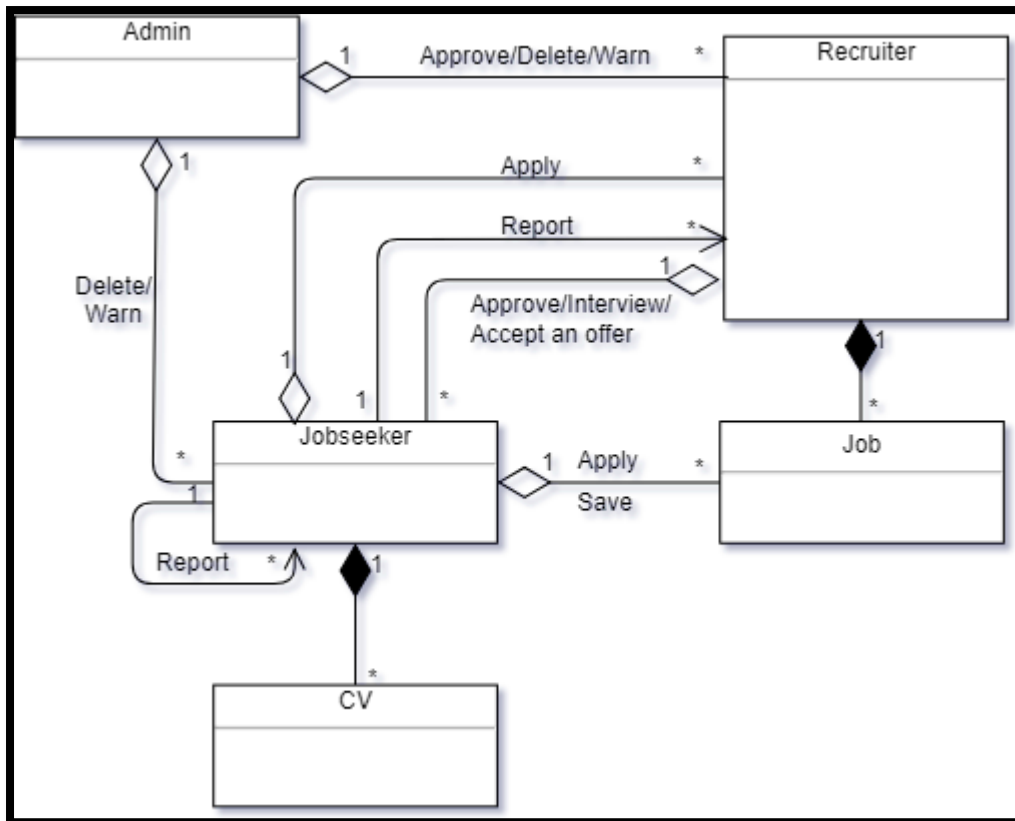 Admin
Recruiter
1
Approve/Delete/Warn
*
1
Apply
*
Report
*
1
Delete/
Warn
Approve/Interview/
Accept an offer
1
1
1
*
*
Jobseeker
Job
*
1
Apply
*
1
Save
Report
*
1
*
CV